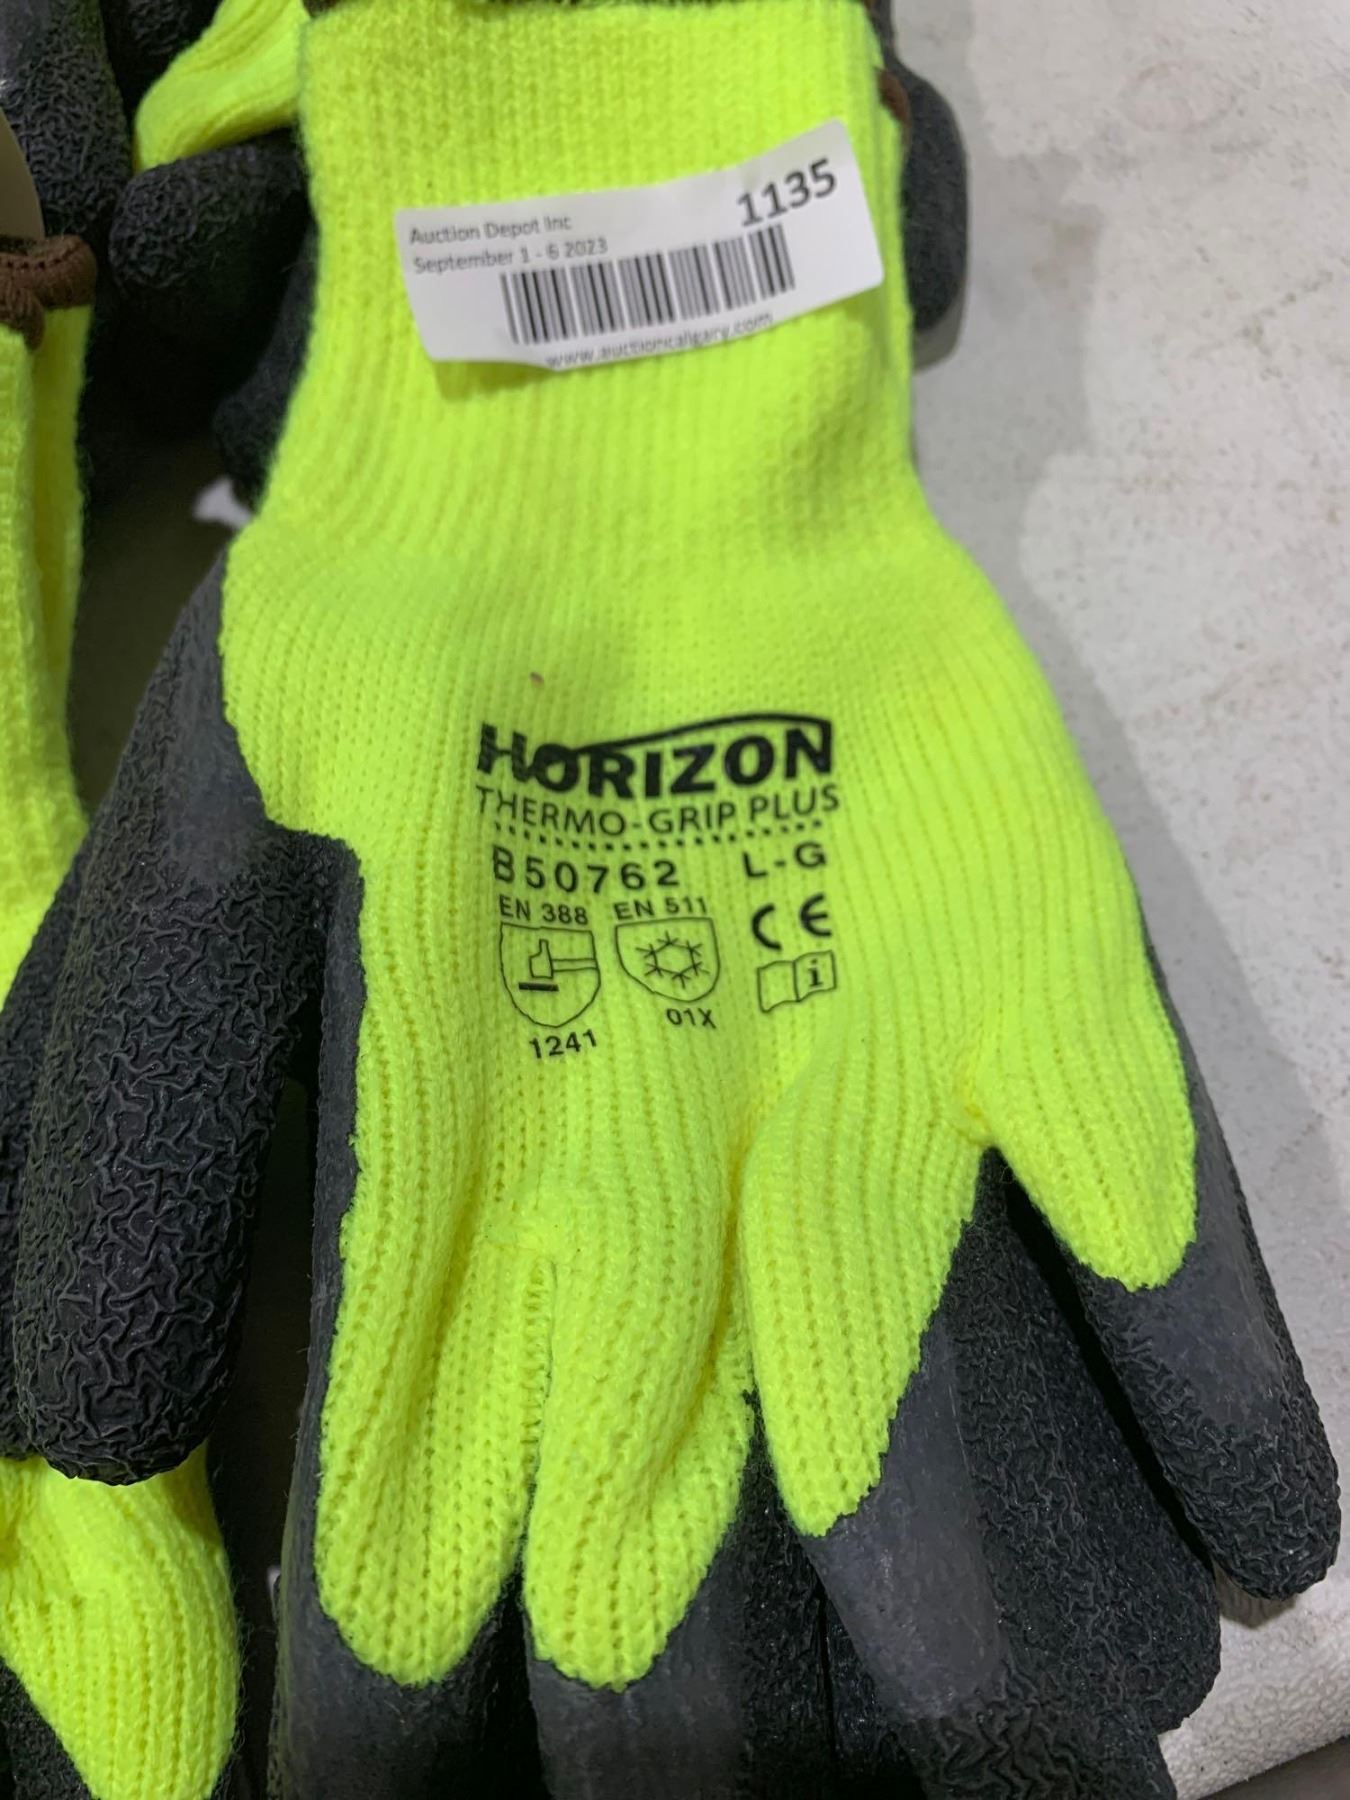 Auction Depot Inc
1135
September 1 - 6 2023
www.auctioncalgary.com
HORIZON
THERMO-GRIP PLUS
B50762 L-G
EN 388 EN 511
CE
i
1241 01X